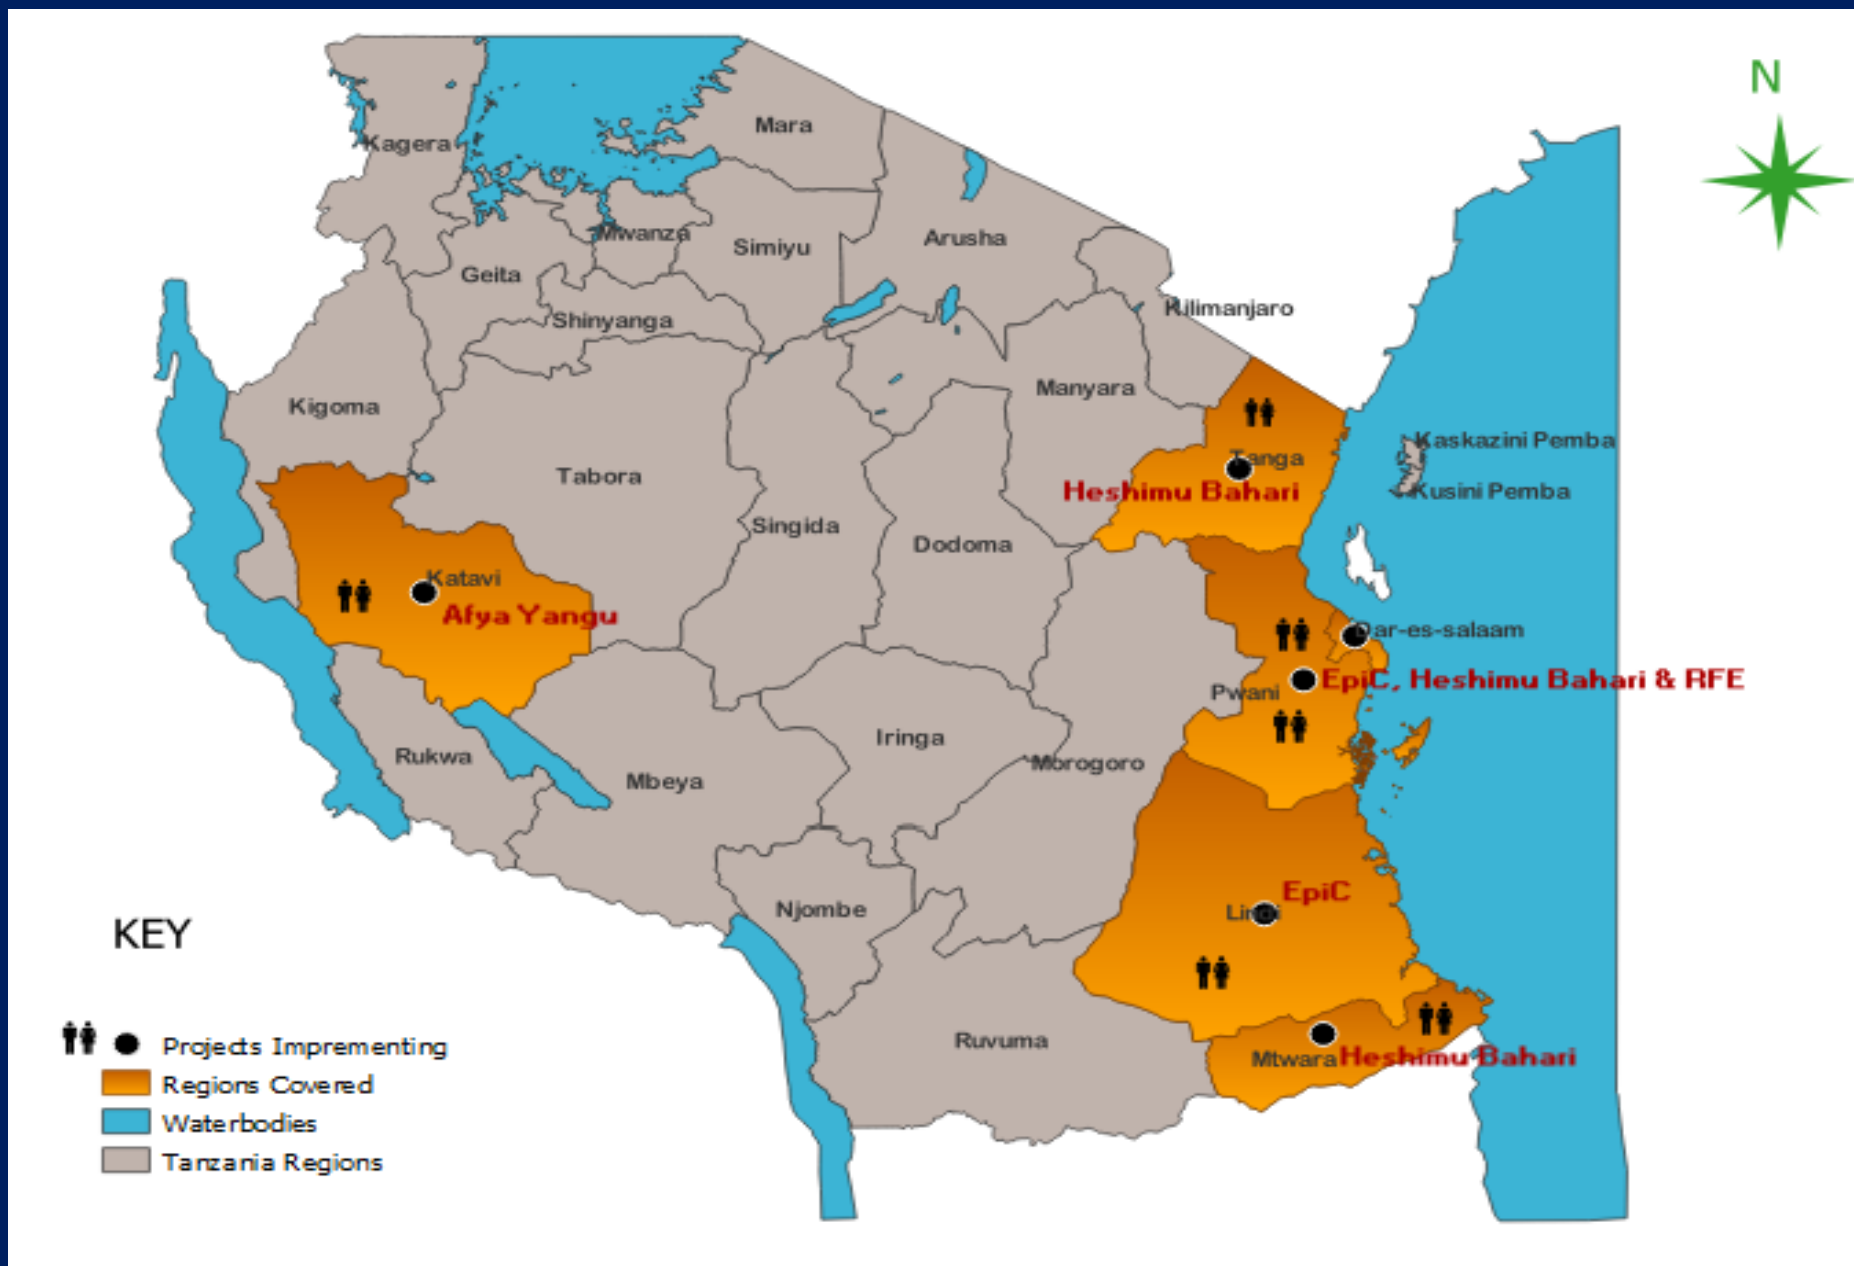 N
Mara
Kagera
Mwanza
Simiyu
Arusha
Geita
Shinyanga
Kilimanjaro
Kigoma
Manyara
Kaskazini Pemba
Tanga
Tabora
Heshimu Bahari
Kusini Pemba
Singida
Dodoma
Katavi
Afya Yangu
Dar-es-salaam
EpiC, Heshimu Bahari & RFE
Pwani
Iringa
Rukwa
Morogoro
Mbeya
EpiC
Lindi
Njombe
KEY
Ruvuma
Projects Imprementing
Mtwara Heshimu Bahari
Regions Covered
Waterbodies
Tanzania Regions